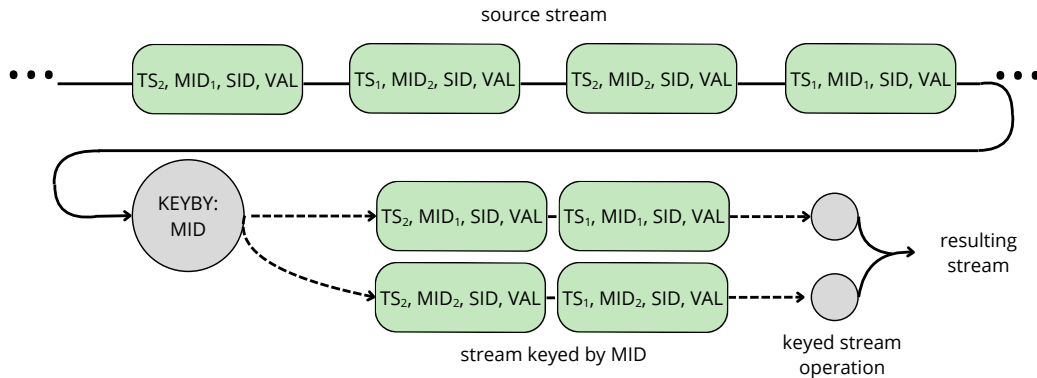 source stream
TS₂, MID₁, SID, VAL
TS₁, MID₂, SID, VAL
TS₂, MID₂, SID, VAL
TS₁, MID₁, SID, VAL
KEYBY:
MID
TS₂, MID₁, SID, VAL
TS₁, MID₁, SID, VAL
TS₂, MID₂, SID, VAL
TS₁, MID₂, SID, VAL
resulting
stream
stream keyed by MID
keyed stream
operation